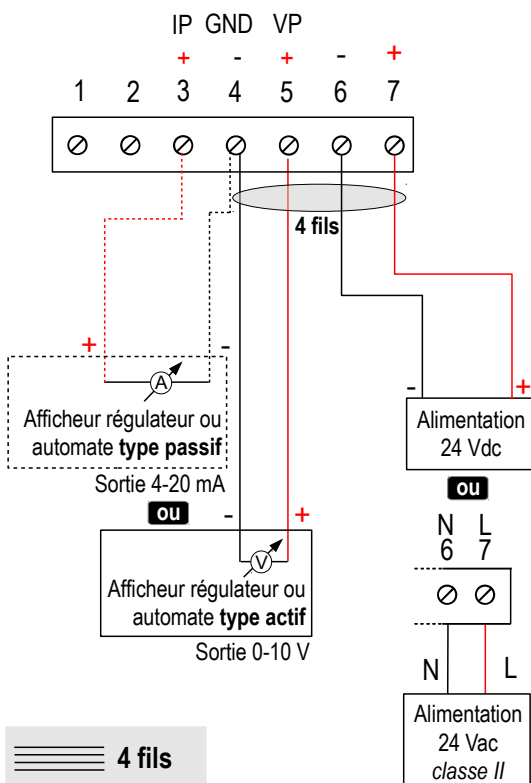 IP GND VP
+ - + - +
1 2 3 4 5 6 7
4 fils
+ -
A
Afficheur régulateur ou
automate type passif
Sortie 4-20 mA
ou
- +
V
Afficheur régulateur ou
automate type actif
Sortie 0-10 V
- +
Alimentation
24 Vdc
ou
N L
6 7
N L
Alimentation
24 Vac
classe II
4 fils